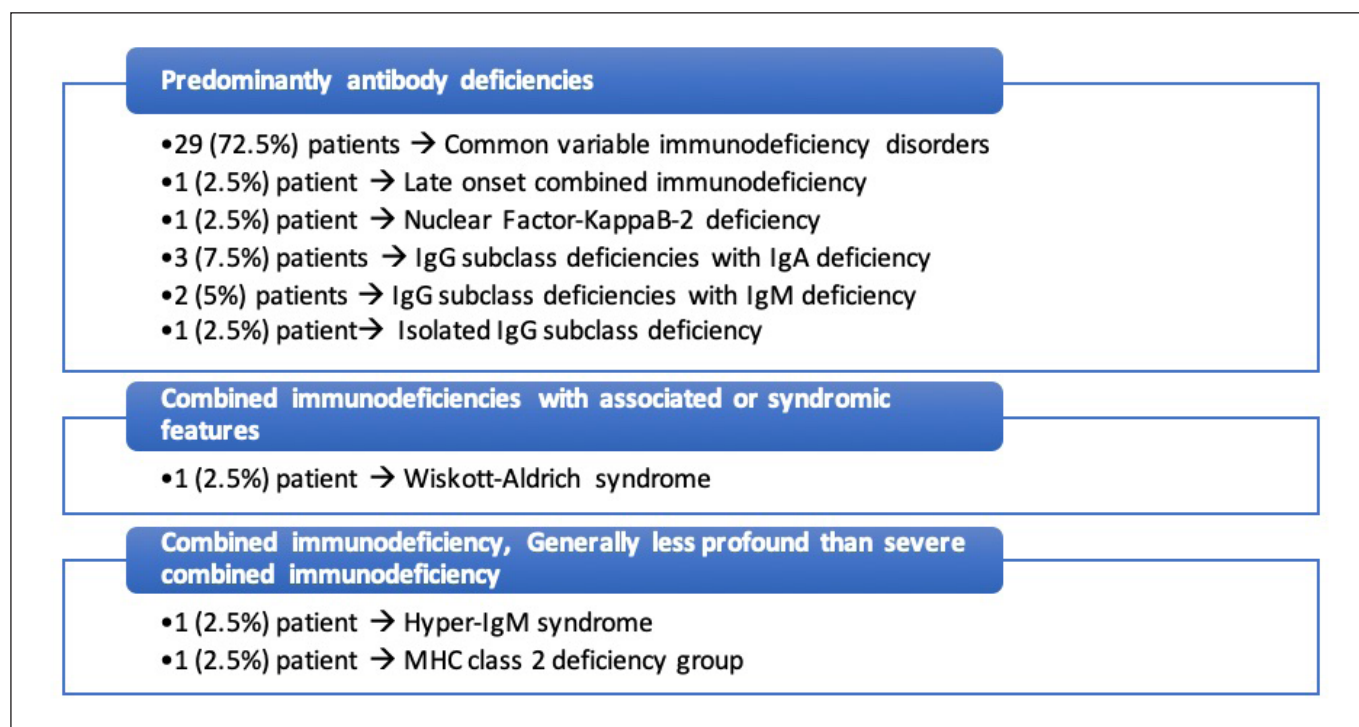 Predominantly antibody deficiencies
•29 (72.5%) patients → Common variable immunodeficiency disorders
•1 (2.5%) patient → Late onset combined immunodeficiency
•1 (2.5%) patient → Nuclear Factor-KappaB-2 deficiency
•3 (7.5%) patients → IgG subclass deficiencies with IgA deficiency
•2 (5%) patients → IgG subclass deficiencies with IgM deficiency
•1 (2.5%) patient→ Isolated IgG subclass deficiency
Combined immunodeficiencies with associated or syndromic
features
•1 (2.5%) patient → Wiskott-Aldrich syndrome
Combined immunodeficiency, Generally less profound than severe
combined immunodeficiency
•1 (2.5%) patient → Hyper-IgM syndrome
•1 (2.5%) patient → MHC class 2 deficiency group